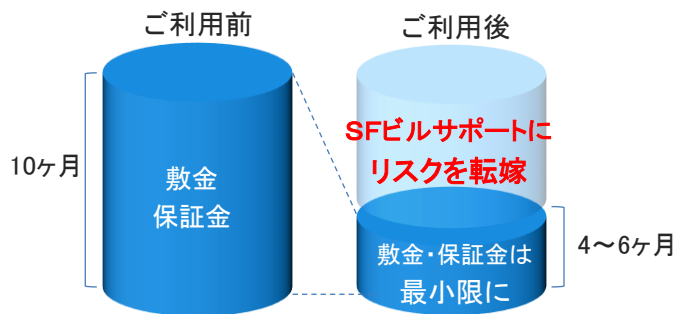 ご利用前
ご利用後
10ヶ月
敷金
保証金
SFビルサポートに
リスクを転嫁
敷金・保証金は
最小限に
4～6ヶ月